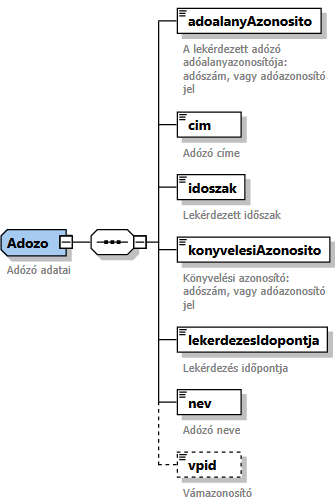 adoalanyAzonosito
A lekérdezett adózó
adóalanyazonosítója:
adószám, vagy adóazonosító
jel
cim
Adózó címe
idoszak
Lekérdezett időszak
Adozo
Adózó adatai
konyvelesiAzonosito
Könyvelési azonosító:
adószám, vagy adóazonosító
jel
lekerdezesIdopontja
Lekérdezés időpontja
nev
Adózó neve
vpid
Vámazonosító